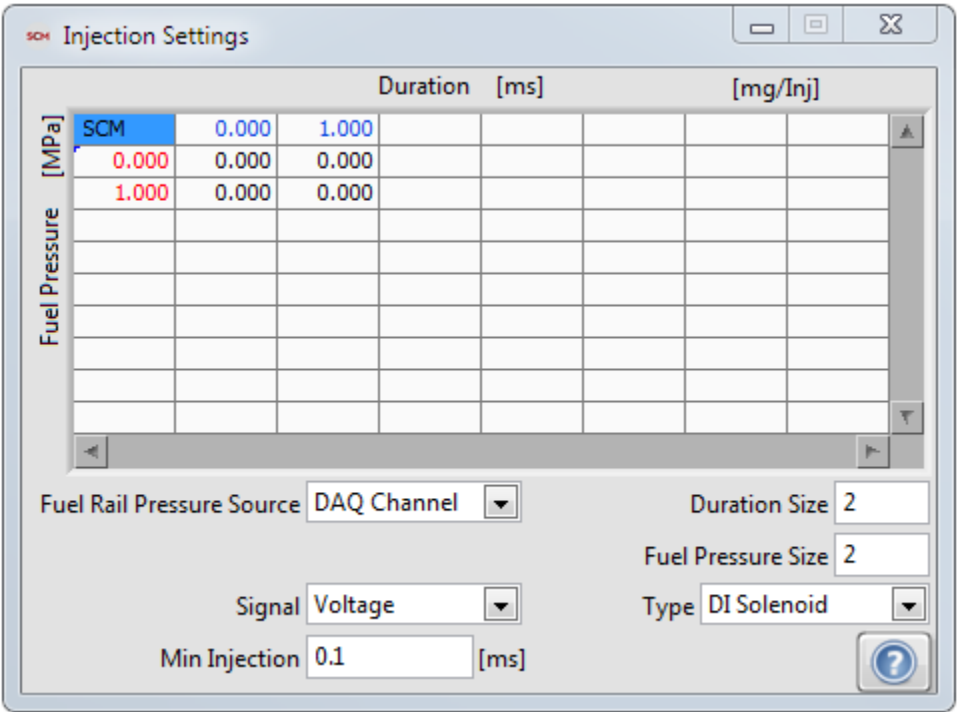 SCM Injection Settings
Duration [ms] [mg/Inj]
Fuel Pressure [MPa]
SCM 0.000 1.000
0.000 0.000 0.000
1.000 0.000 0.000
Fuel Rail Pressure Source DAQ Channel Duration Size 2
Fuel Pressure Size 2
Signal Voltage Type DI Solenoid
Min Injection 0.1 [ms]
?